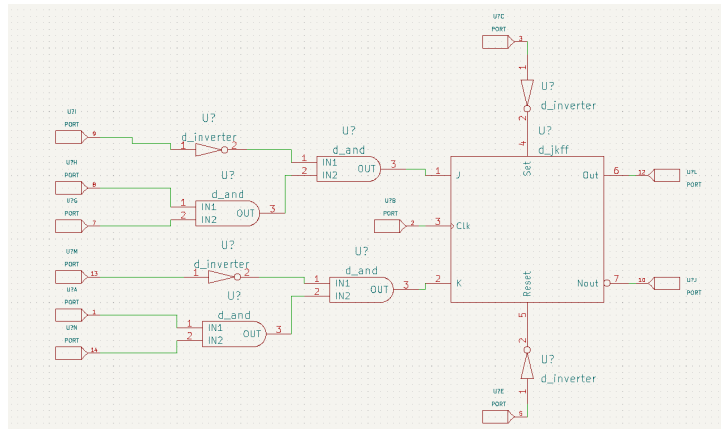 U?C
PORT
3
1
U?
d_inverter
2
U?
d_jkff
4
Set
U?I
PORT
9
U?
d_inverter
1
2
U?
d_and
1
IN1
2
IN2
OUT
3
1
J
Out
6
12
U?L
PORT
U?H
PORT
8
U?G
PORT
7
U?
d_and
1
IN1
2
IN2
OUT
3
U?B
PORT
2
3
Clk
U?M
PORT
13
U?
d_inverter
1
2
U?
d_and
1
IN1
2
IN2
OUT
3
2
K
Nout
7
10
U?J
PORT
U?A
PORT
1
U?N
PORT
14
U?
d_and
1
IN1
2
IN2
OUT
3
Reset
5
2
U?
d_inverter
1
U?E
PORT
5